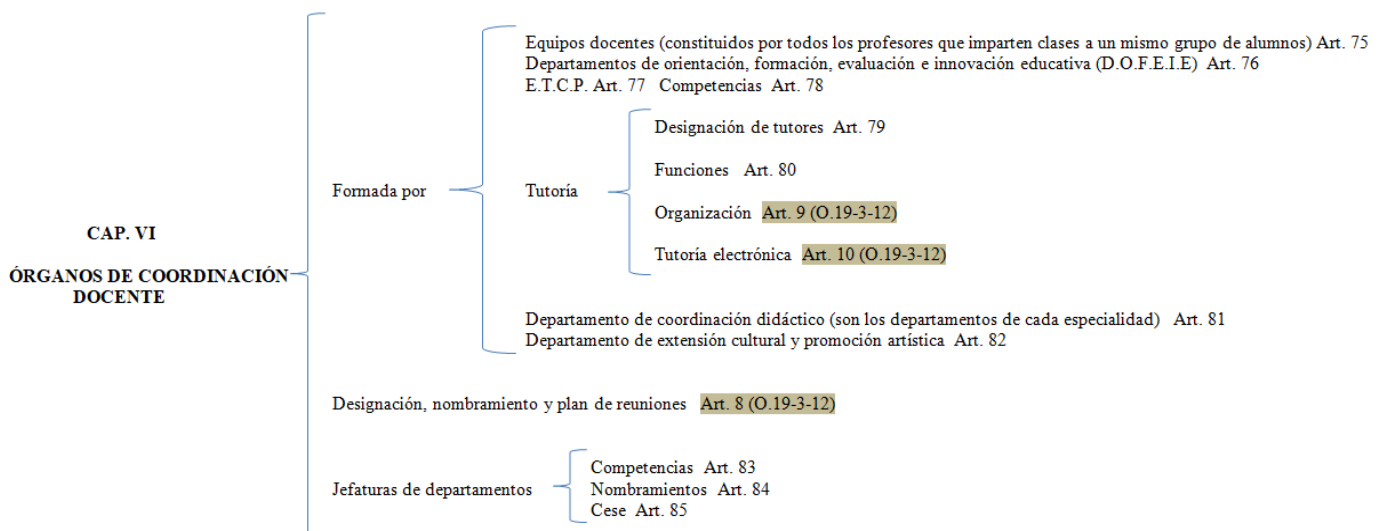 CAP. VI
ÓRGANOS DE COORDINACIÓN
DOCENTE
Formada por
Equipos docentes (constituidos por todos los profesores que imparten clases a un mismo grupo de alumnos) Art. 75
Departamentos de orientación, formación, evaluación e innovación educativa (D.O.F.E.I.E) Art. 76
E.T.C.P. Art. 77 Competencias Art. 78
Tutoría
Designación de tutores Art. 79
Funciones Art. 80
Organización Art. 9 (O.19-3-12)
Tutoría electrónica Art. 10 (O.19-3-12)
Departamento de coordinación didáctico (son los departamentos de cada especialidad) Art. 81
Departamento de extensión cultural y promoción artística Art. 82
Designación, nombramiento y plan de reuniones Art. 8 (O.19-3-12)
Jefaturas de departamentos
Competencias Art. 83
Nombramientos Art. 84
Cese Art. 85